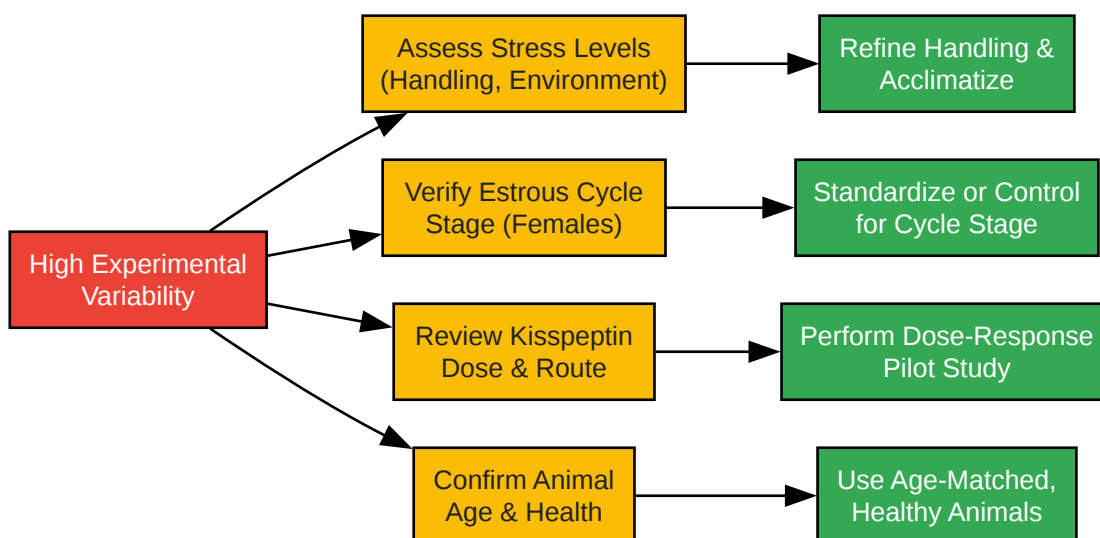 Assess Stress Levels
(Handling, Environment)
Refine Handling &
Acclimatize
Verify Estrous Cycle
Stage (Females)
Standardize or Control
for Cycle Stage
High Experimental
Variability
Review Kisspeptin
Dose & Route
Perform Dose-Response
Pilot Study
Confirm Animal
Age & Health
Use Age-Matched,
Healthy Animals